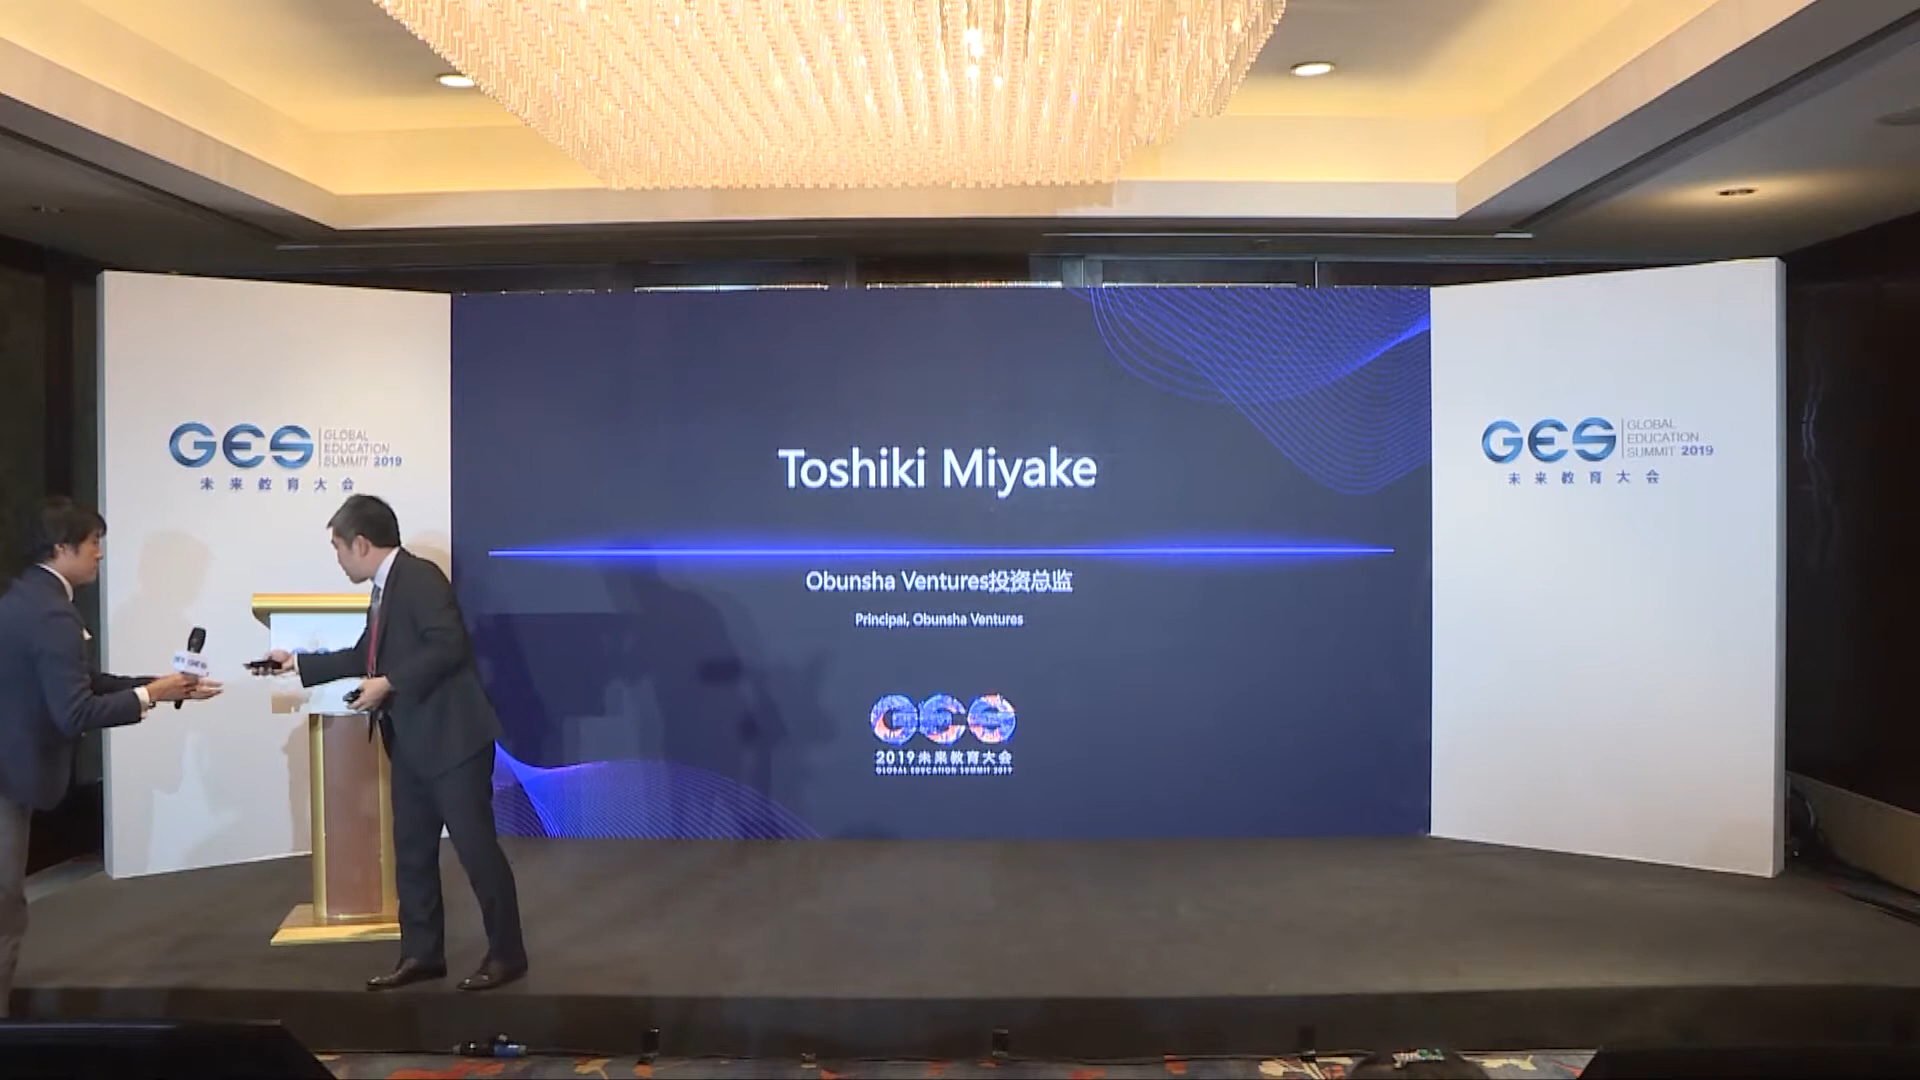 GES
GLOBAL
EDUCATION
SUMMIT 2019
未来教育大会
Toshiki Miyake
Obunsha Ventures投资总监
Principal, Obunsha Ventures
GES
2019未来教育大会
GLOBAL EDUCATION SUMMIT 2019
GES
GLOBAL
EDUCATION
SUMMIT 2019
未来教育大会
GES